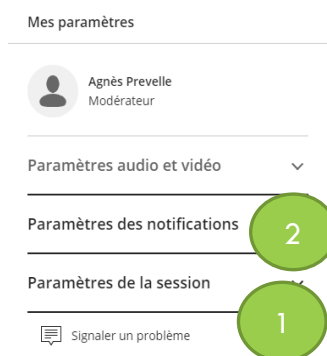 Mes paramètres
Agnès Prevelle
Modérateur
Paramètres audio et vidéo
Paramètres des notifications
2
Paramètres de la session
1
Signaler un problème